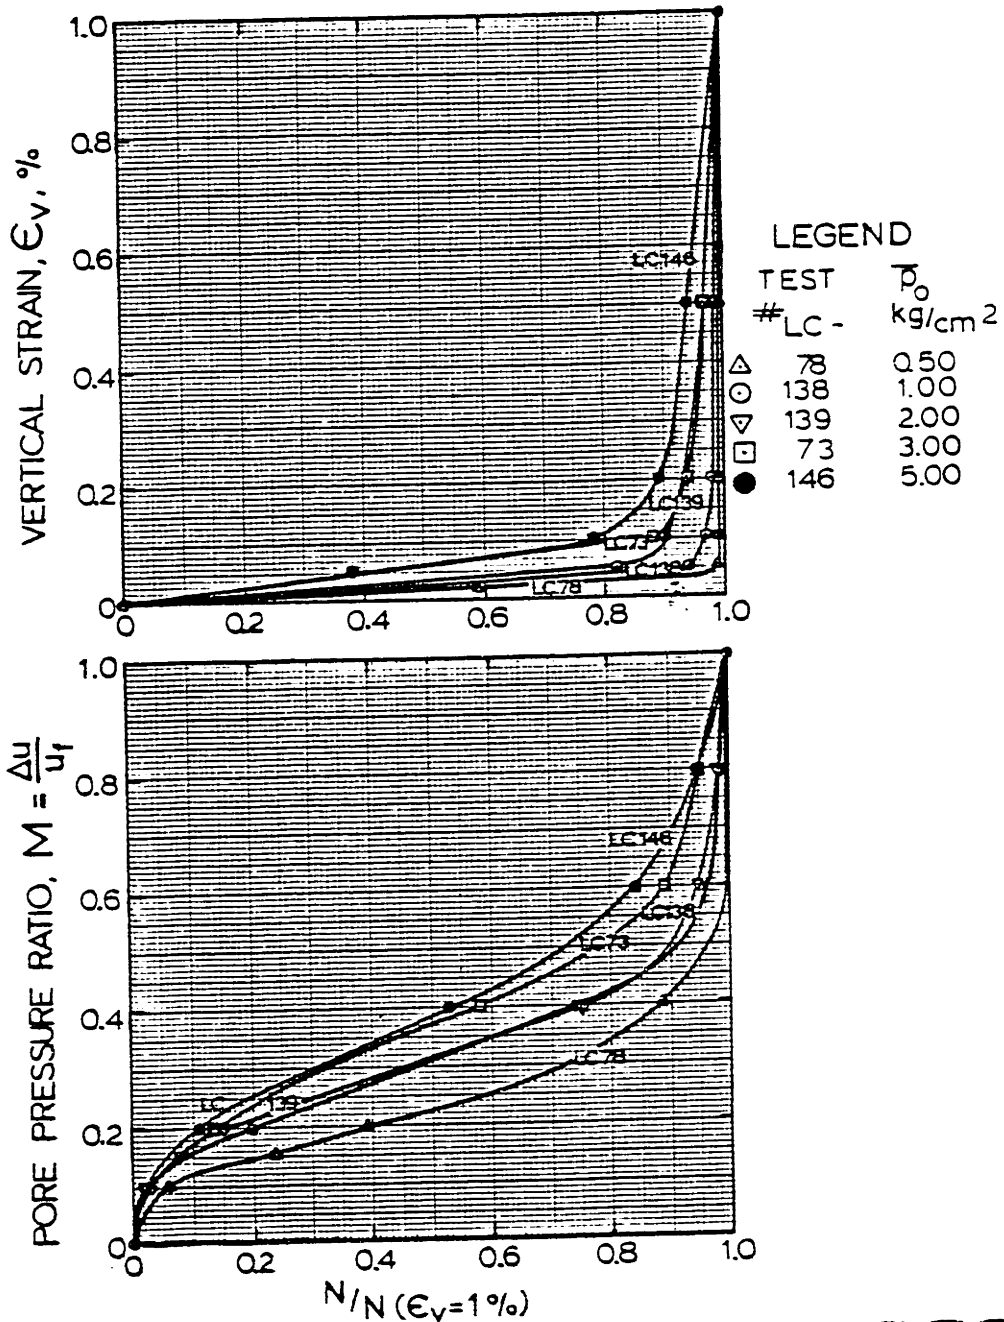 VERTICAL STRAIN, ϵv, %
1.0
0.8
0.6
0.4
0.2
0
0 0.2 0.4 0.6 0.8 1.0
LC146
LC139
LC73
LC138
LC78
LEGEND
TEST p̅o
#LC- kg/cm2
78 0.50
138 1.00
139 2.00
73 3.00
146 5.00
PORE PRESSURE RATIO, M = Δu/uf
1.0
0.8
0.6
0.4
0.2
0
LC146
LC138
LC73
LC78
LC 139
0 0.2 0.4 0.6 0.8 1.0
N/N (ϵv=1%)